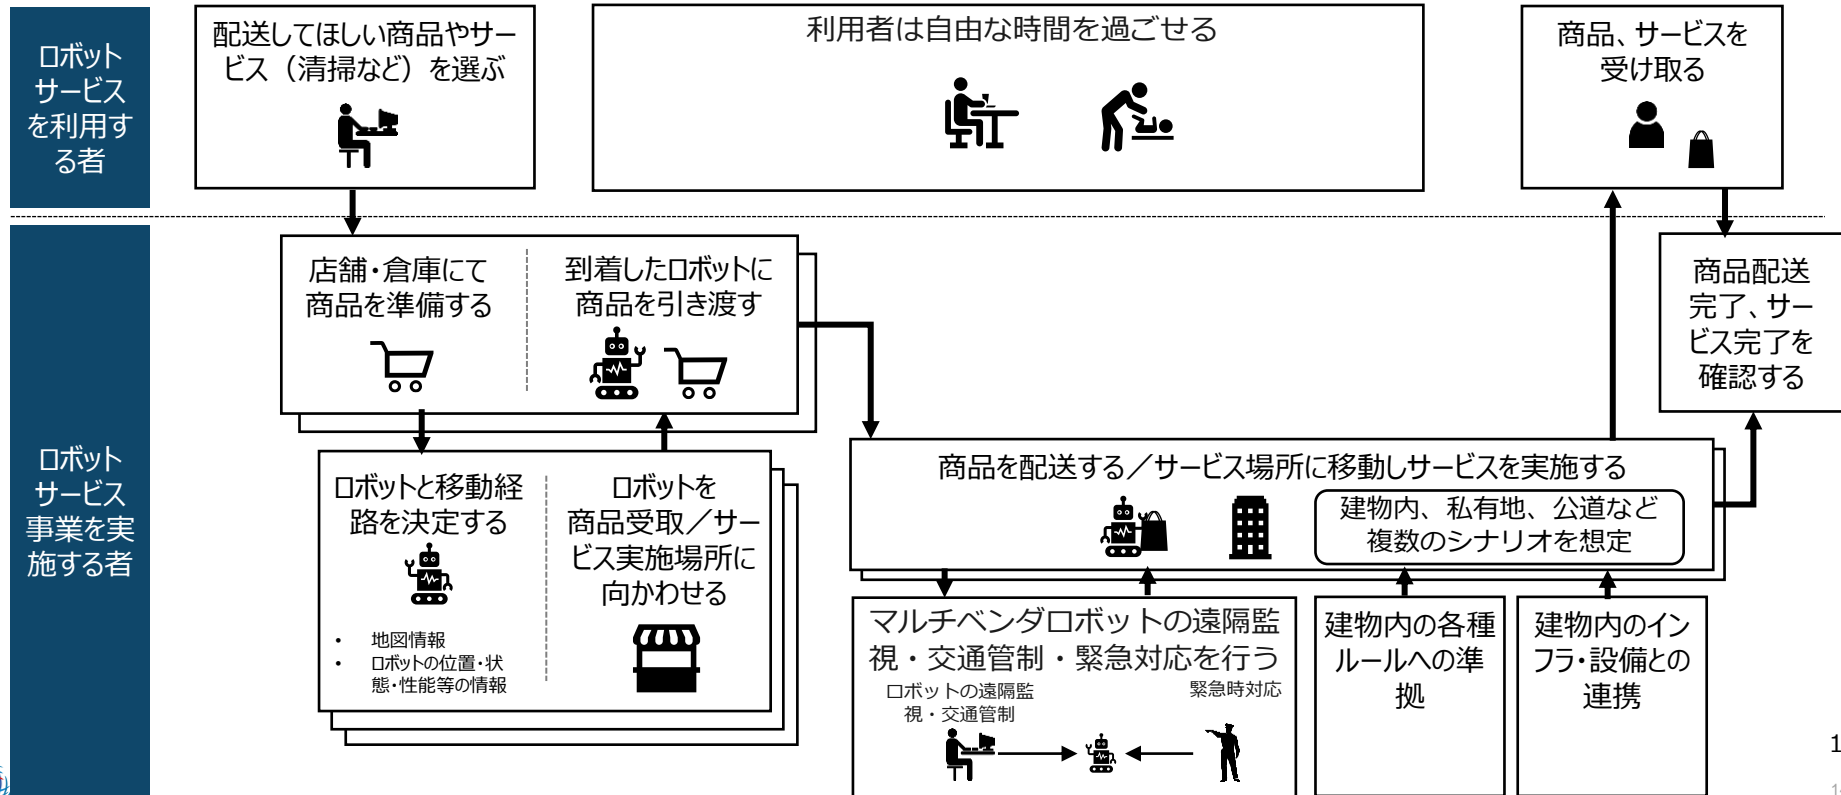 ロボット
サービス
を利用す
る者
配送してほしい商品やサー
ビス（清掃など）を選ぶ
利用者は自由な時間を過ごせる
商品、サービスを
受け取る
ロボット
サービス
事業を実
施する者
店舗・倉庫にて
商品を準備する
到着したロボットに
商品を引き渡す
商品配送
完了、サー
ビス完了を
確認する
ロボットと移動経
路を決定する
• 地図情報
• ロボットの位置・状
態・性能等の情報
ロボットを
商品受取／サー
ビス実施場所に
向かわせる
商品を配送する／サービス場所に移動しサービスを実施する
建物内、私有地、公道など
複数のシナリオを想定
マルチベンダロボットの遠隔監
視・交通管制・緊急対応を行う
ロボットの遠隔監
視・交通管制
緊急時対応
建物内の各種
ルールへの準
拠
建物内のイン
フラ・設備との
連携